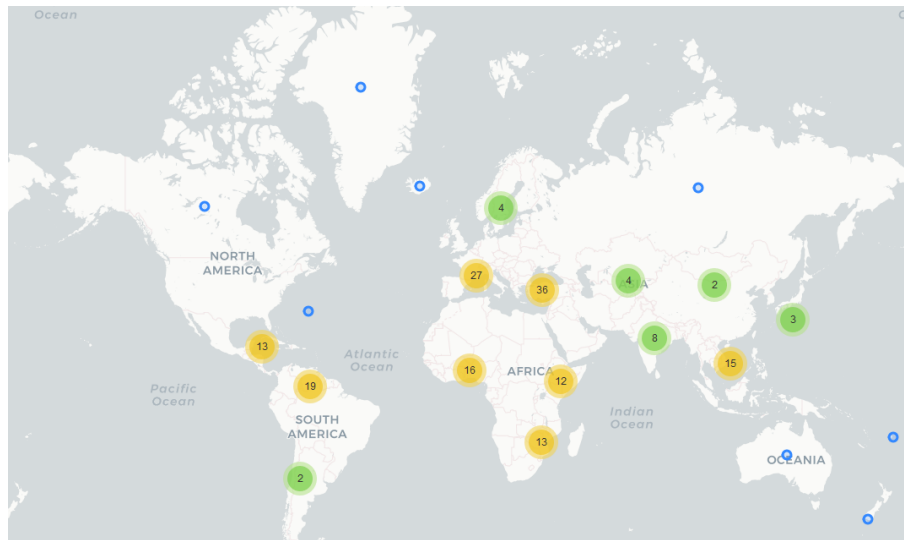 Ocean
4
NORTH
AMERICA
27
36
4
2
3
8
13
Atlantic
Ocean
15
16
AFRICA
12
19
Pacific
Ocean
Indian
Ocean
SOUTH
AMERICA
13
OCEANIA
2